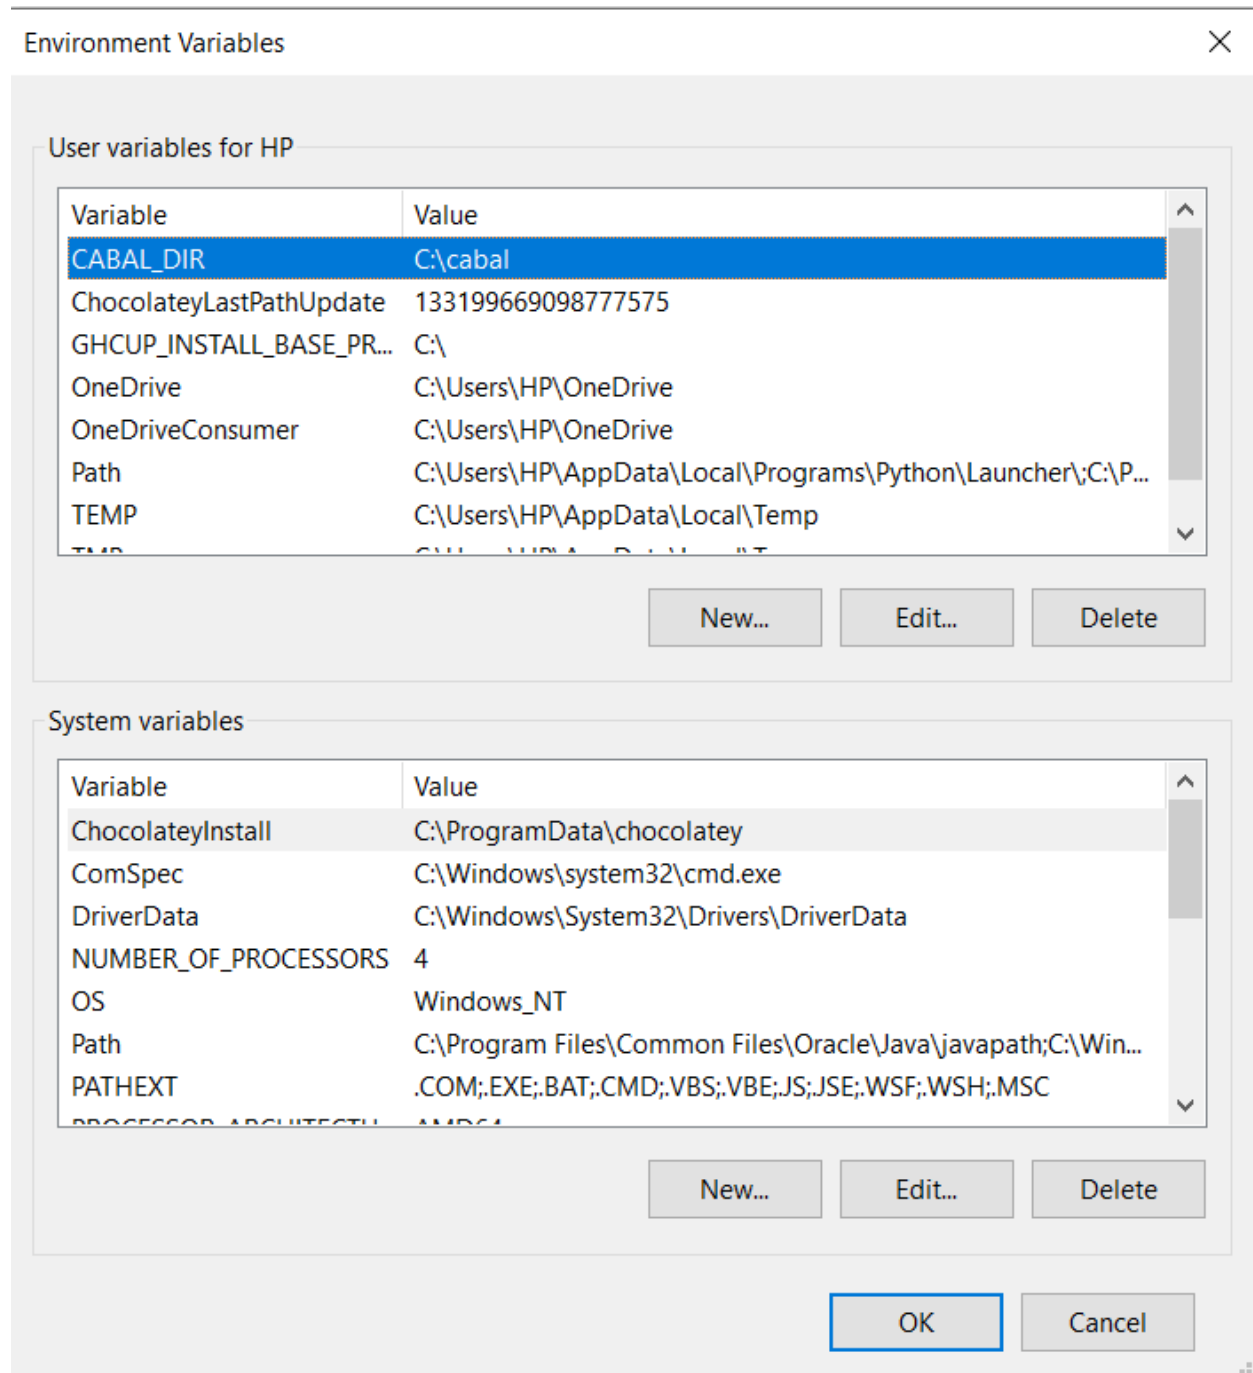 Environment Variables
User variables for HP
Variable Value
CABAL_DIR C:\cabal
ChocolateyLastPathUpdate 133199669098777575
GHCUP_INSTALL_BASE_PR... C:\
OneDrive C:\Users\HP\OneDrive
OneDriveConsumer C:\Users\HP\OneDrive
Path C:\Users\HP\AppData\Local\Programs\Python\Launcher\;C:\P...
TEMP C:\Users\HP\AppData\Local\Temp
New... Edit... Delete
System variables
Variable Value
ChocolateyInstall C:\ProgramData\chocolatey
ComSpec C:\Windows\system32\cmd.exe
DriverData C:\Windows\System32\Drivers\DriverData
NUMBER_OF_PROCESSORS 4
OS Windows_NT
Path C:\Program Files\Common Files\Oracle\Java\javapath;C:\Win...
PATHEXT .COM;.EXE;.BAT;.CMD;.VBS;.VBE;.JS;.JSE;.WSF;.WSH;.MSC
New... Edit... Delete
OK Cancel